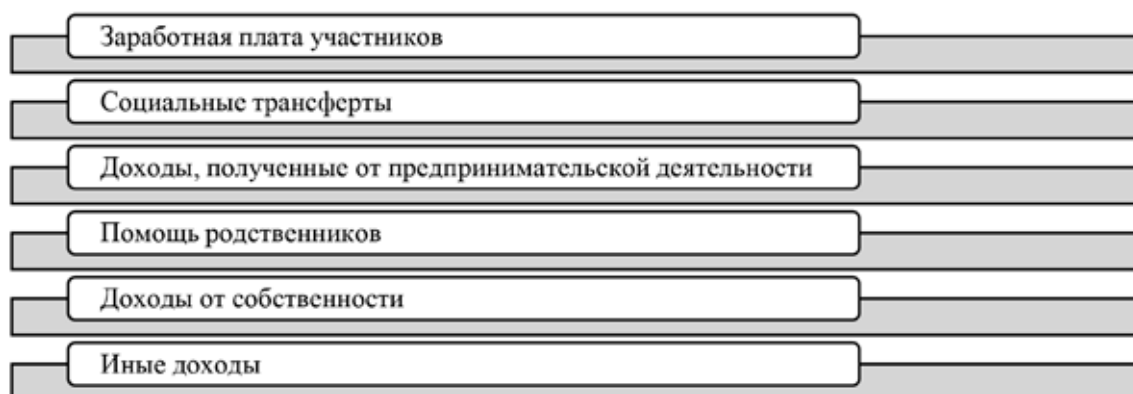 Заработная плата участников
Социальные трансферты
Доходы, полученные от предпринимательской деятельности
Помощь родственников
Доходы от собственности
Иные доходы